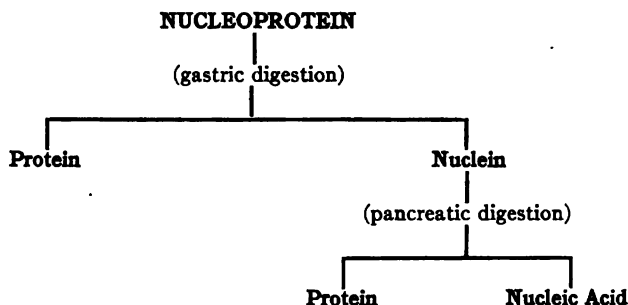 NUCLEOPROTEIN
(gastric digestion)
Protein Nuclein
(pancreatic digestion)
Protein Nucleic Acid